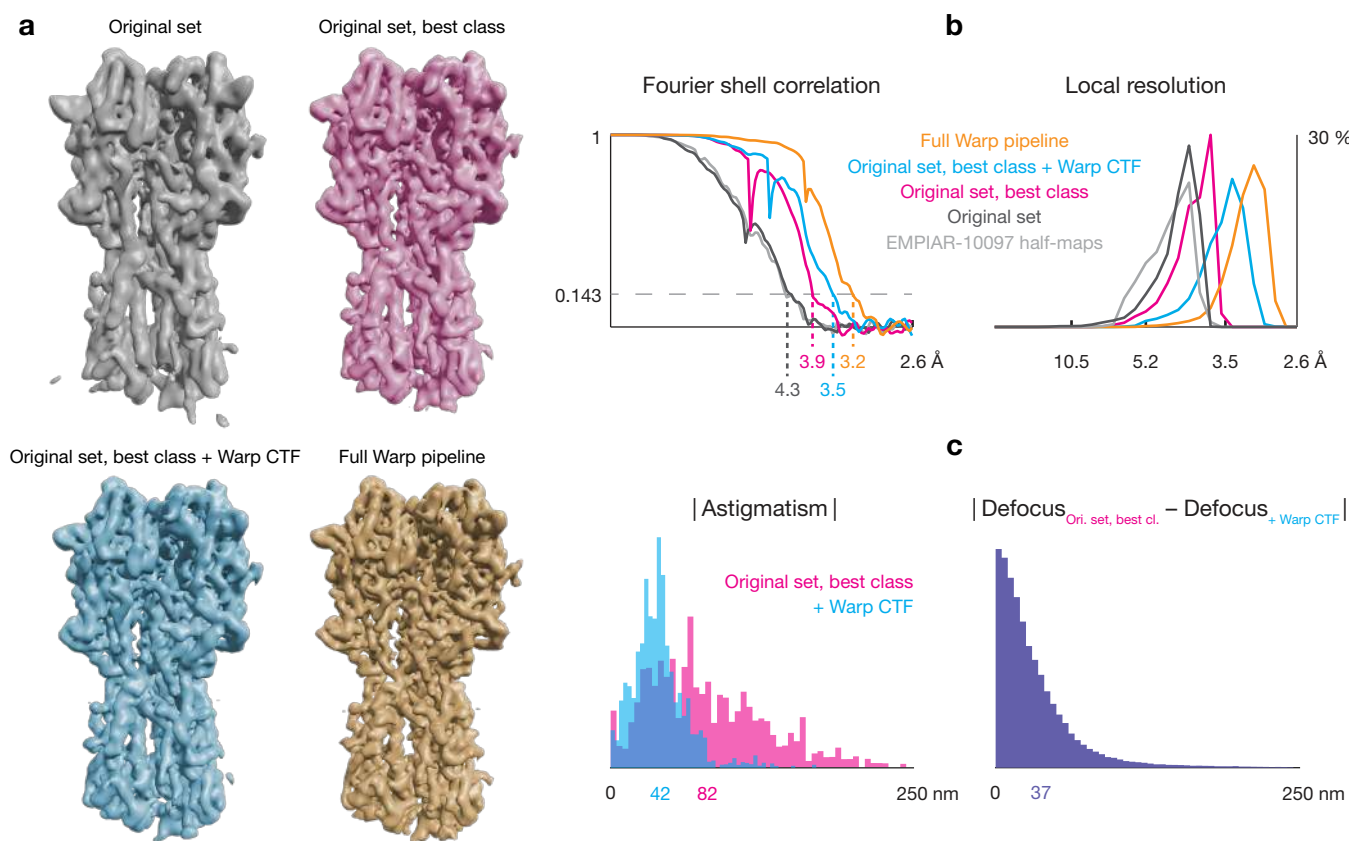 a
Original set
Original set, best class
Original set, best class + Warp CTF
Full Warp pipeline
Fourier shell correlation
1
0.143
4.3
3.9
3.5
3.2
2.6 Å
Full Warp pipeline
Original set, best class + Warp CTF
Original set, best class
Original set
EMPIAR-10097 half-maps
b
Local resolution
30 %
10.5
5.2
3.5
2.6 Å
|Astigmatism|
Original set, best class
+ Warp CTF
0
42
82
250 nm
c
| Defocus Ori. set, best cl. – Defocus + Warp CTF |
0
37
250 nm